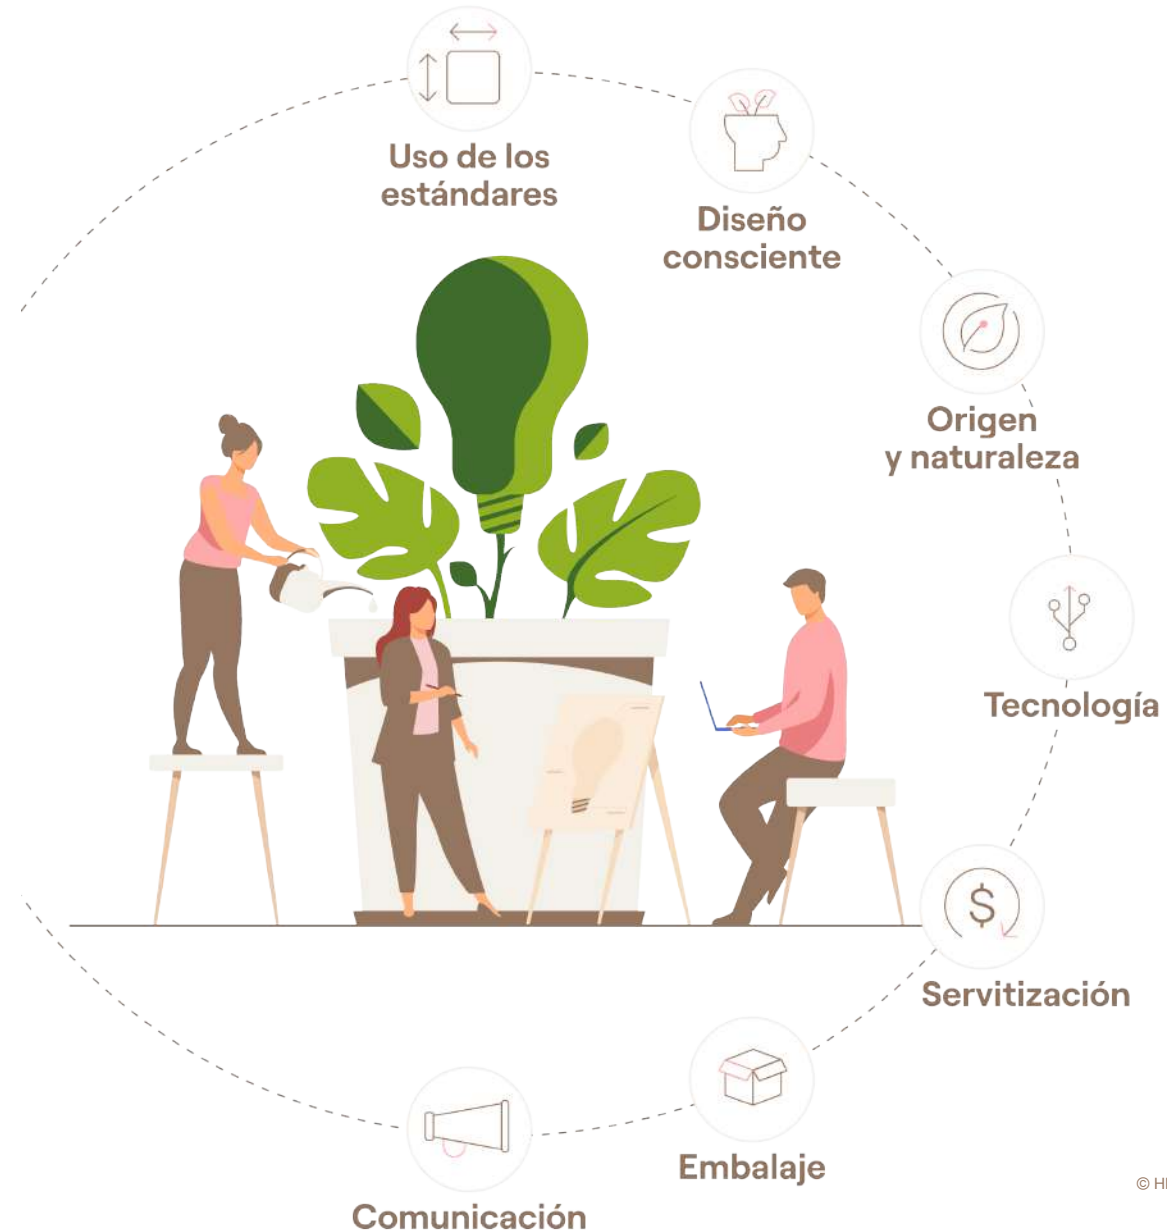 Uso de los
estándares
Diseño
consciente
Origen
y naturaleza
Tecnología
$
Servitización
Embalaje
Comunicación
©